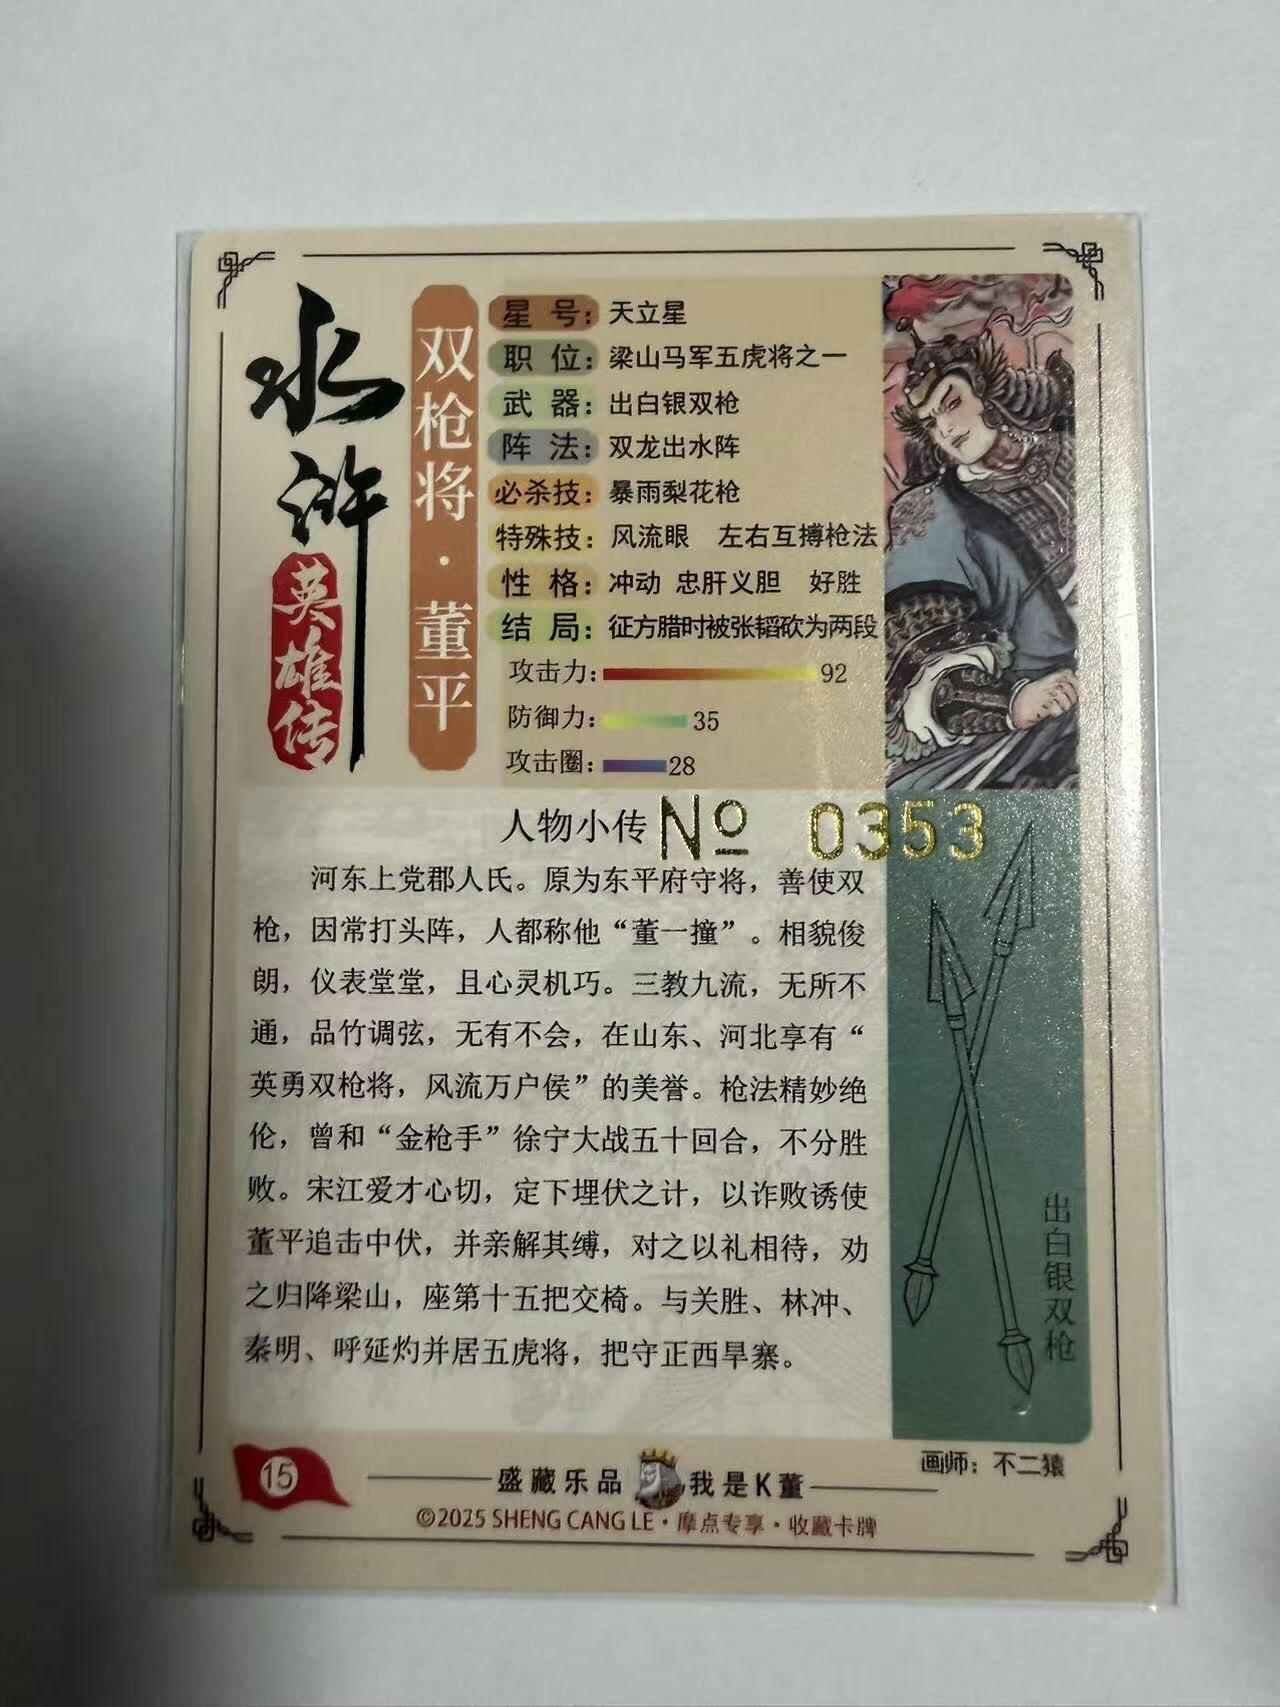 水浒
英雄传
双枪将·董平
星号：天立星
职位：梁山马军五虎将之一
武器：出白银双枪
阵法：双龙出水阵
必杀技：暴雨梨花枪
特殊技：风流眼 左右互搏枪法
性格：冲动 忠肝义胆 好胜
结局：征方腊时被张韬砍为两段
攻击力：92
防御力：35
攻击圈：28
人物小传
№ 0353
河东上党郡人氏。原为东平府守将，善使双
枪，因常打头阵，人都称他“董一撞”。相貌俊
朗，仪表堂堂，且心灵机巧。三教九流，无所不
通，品竹调弦，无有不会，在山东、河北享有“
英勇双枪将，风流万户侯”的美誉。枪法精妙绝
伦，曾和“金枪手”徐宁大战五十回合，不分胜
败。宋江爱才心切，定下埋伏之计，以诈败诱使
董平追击中伏，并亲解其缚，对之以礼相待，劝
之归降梁山，座第十五把交椅。与关胜、林冲、
秦明、呼延灼并居五虎将，把守正西旱寨。
出白银双枪
画师：不二猿
15
盛藏乐品 我是K董
©2025 SHENG CANG LE·摩点专享·收藏卡牌